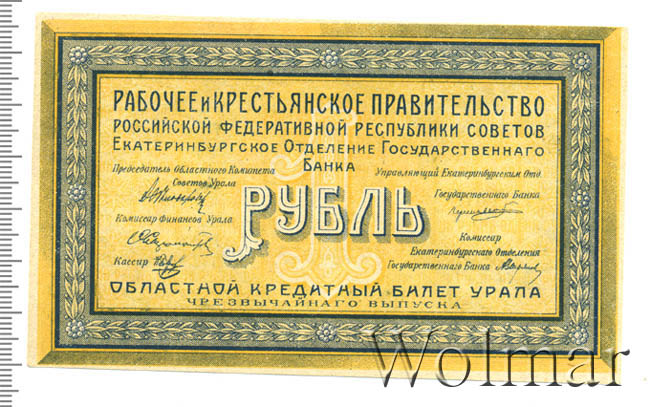 РАБОЧЕЕ И КРЕСТЬЯНСКОЕ ПРАВИТЕЛЬСТВО
РОССИЙСКОЙ ФЕДЕРАТИВНОЙ РЕСПУБЛИКИ СОВЕТОВ
ЕКАТЕРИНБУРГСКОЕ ОТДЕЛЕНИЕ ГОСУДАРСТВЕННАГО
БАНКА
Председатель Областного Комитета
Советов Урала
Комиссар Финансов Урала
Кассир
1
РУБЛЬ
Управляющий Екатеринбургским Отд.
Государственнаго Банка
Комиссар
Екатеринбургскаго Отделения
Государственнаго Банка
ОБЛАСТНОЙ КРЕДИТНЫЙ БИЛЕТ УРАЛА
ЧРЕЗВЫЧАЙНАГО ВЫПУСКА
Wolmar